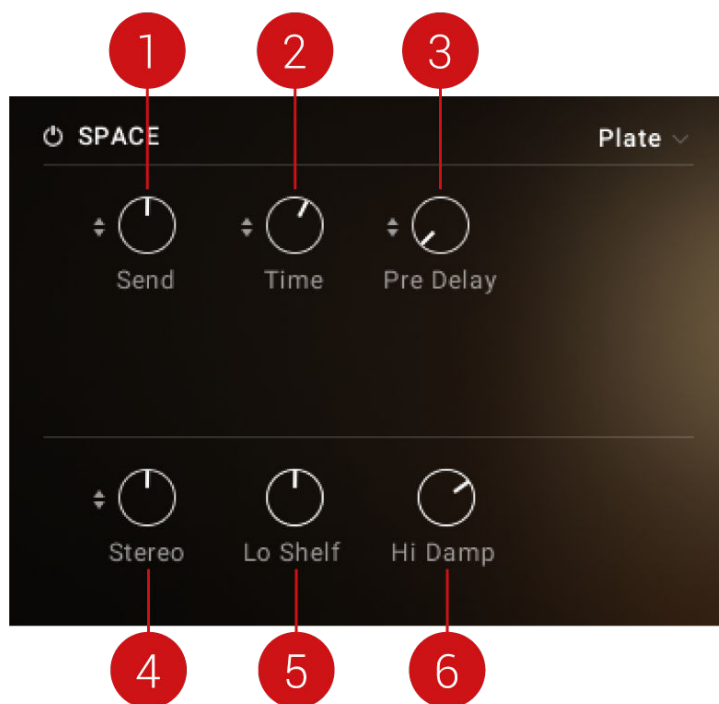 1 2 3
SPACE Plate
Send Time Pre Delay
Stereo Lo Shelf Hi Damp
4 5 6